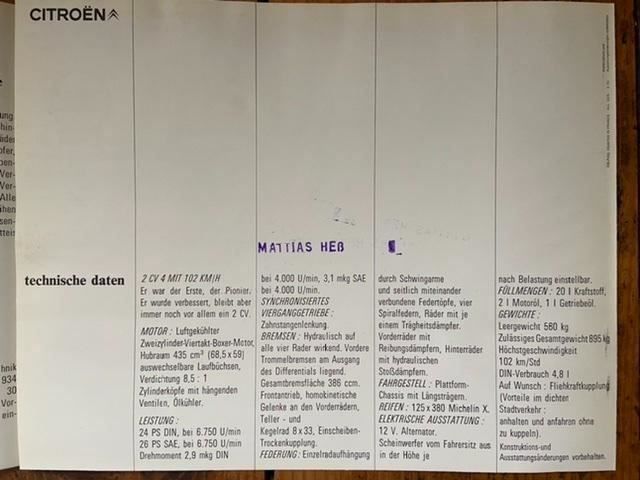 CITROËN
MATTIAS HEß
technische daten
2 CV 4 MIT 102 KM/H
Er war der Erste, der Pionier.
Er wurde verbessert, bleibt aber
immer noch vor allem ein 2 CV.
MOTOR : Luftgekühlter
Zweizylinder-Viertakt-Boxer-Motor,
Hubraum 435 cm³ (68,5 x 59)
auswechselbare Laufbüchsen,
Verdichtung 8,5 : 1
Zylinderköpfe mit hängenden
Ventilen, Ölkühler.
LEISTUNG :
24 PS DIN, bei 6.750 U/min
26 PS SAE, bei 6.750 U/min
Drehmoment 2,9 mkg DIN
bei 4.000 U/min, 3,1 mkg SAE
bei 4.000 U/min.
SYNCHRONISIERTES
VIERGANGGETRIEBE :
Zahnstangenlenkung.
BREMSEN : Hydraulisch auf
alle vier Räder wirkend. Vordere
Trommelbremsen am Ausgang
des Differentials liegend.
Gesamtbremsfläche 386 ccm.
Frontantrieb, homokinetische
Gelenke an den Vorderrädern,
Teller - und
Kegelrad 8 x 33, Einscheiben-
Trockenkupplung.
FEDERUNG : Einzelradaufhängung
durch Schwingarme
und seitlich miteinander
verbundene Federtöpfe, vier
Spiralfedern, Räder mit je
einem Trägheitsdämpfer.
Vorderräder mit
Reibungsdämpfern, Hinterräder
mit hydraulischen
Stoßdämpfern.
FAHRGESTELL : Plattform-
Chassis mit Längsträgern.
REIFEN : 125 x 380 Michelin X.
ELEKTRISCHE AUSSTATTUNG :
12 V. Alternator.
Scheinwerfer vom Fahrersitz aus
in der Höhe je
nach Belastung einstellbar.
FÜLLMENGEN : 20 l Kraftstoff,
2 l Motoröl, 1 l Getriebeöl.
GEWICHTE :
Leergewicht 560 kg
Zulässiges Gesamtgewicht 895 kg
Höchstgeschwindigkeit
102 km/Std
DIN-Verbrauch 4,8 l
Auf Wunsch : Fliehkraftkupplung
(Vorteile im dichten
Stadtverkehr :
anhalten und anfahren ohne
zu kuppeln).
Konstruktions-und
Ausstattungsänderungen vorbehalten.